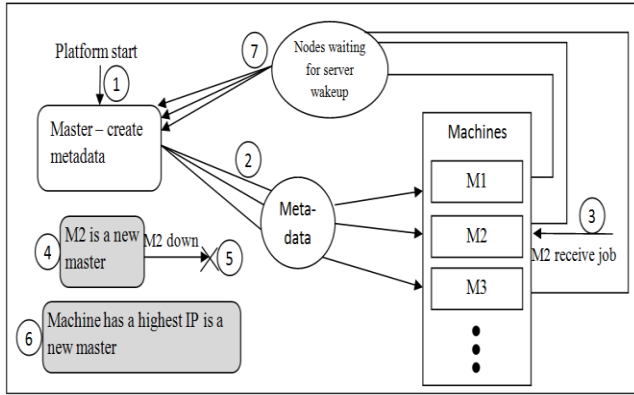 Platform start
1
Master – create
metadata
7
Nodes waiting
for server
wakeup
2
Meta-
data
Machines
M1
M2
M3
3
M2 receive job
4
M2 is a new
master
M2 down
5
6
Machine has a highest IP is a
new master